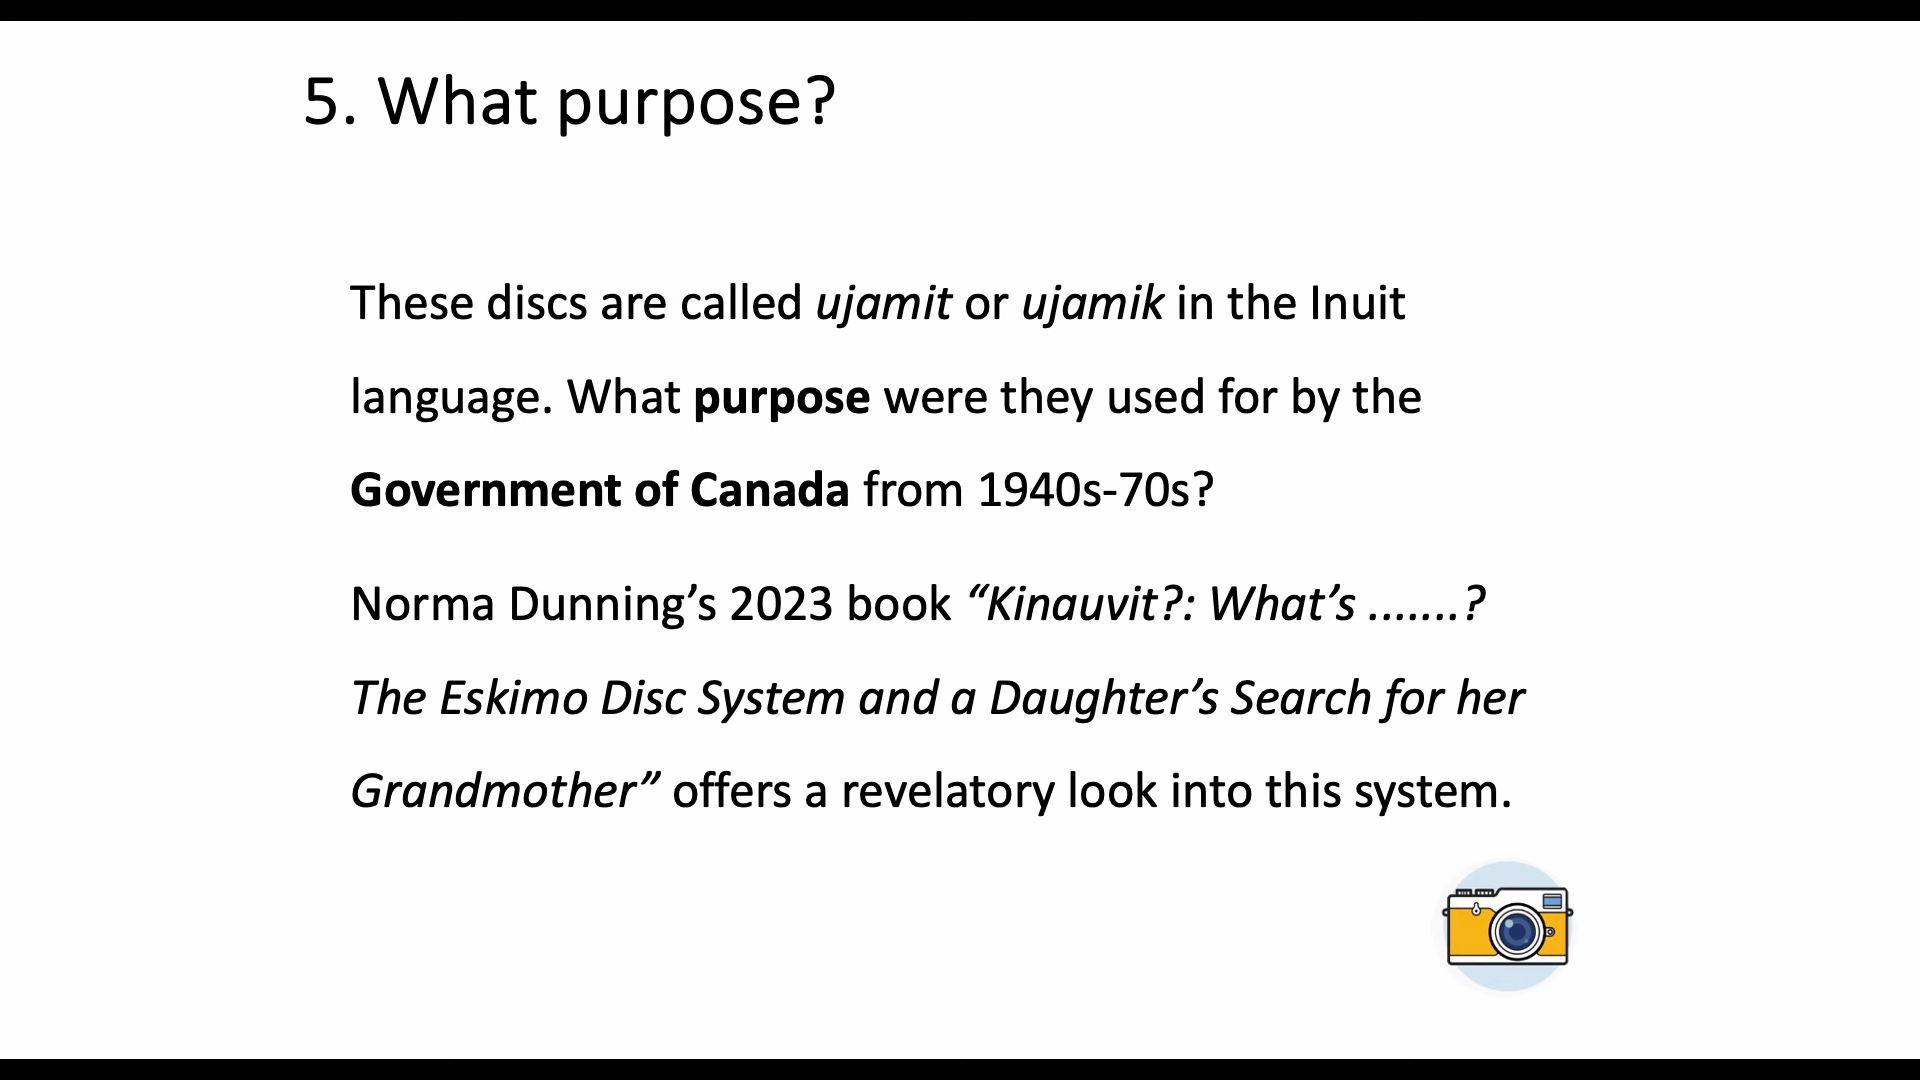 5. What purpose?
These discs are called ujamit or ujamik in the Inuit
language. What purpose were they used for by the
Government of Canada from 1940s-70s?
Norma Dunning’s 2023 book “Kinauvit?: What’s .......?
The Eskimo Disc System and a Daughter’s Search for her
Grandmother” offers a revelatory look into this system.